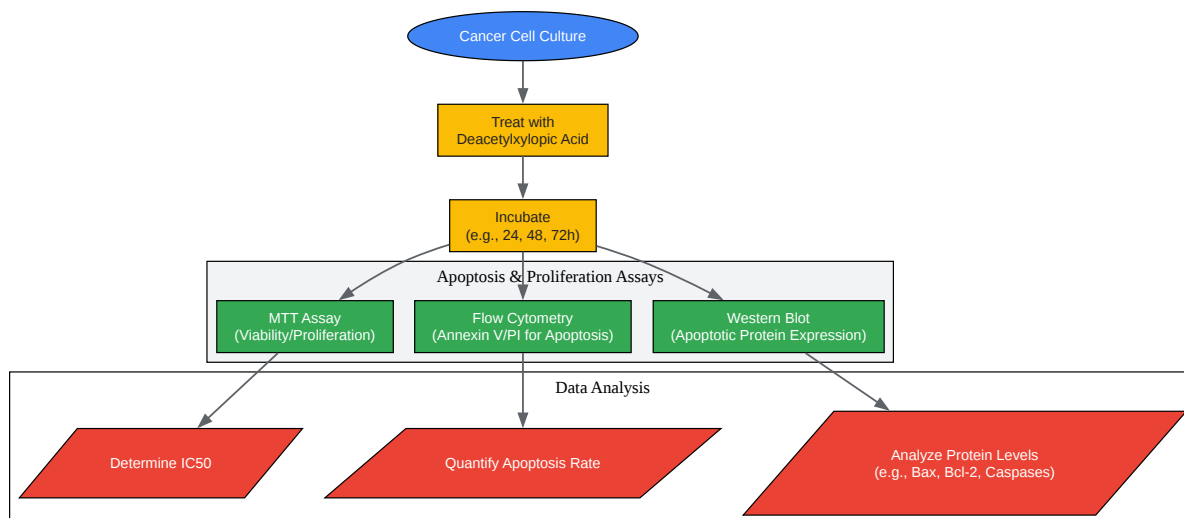 Cancer Cell Culture
Treat with
Deacetylxylopic Acid
Incubate
(e.g., 24, 48, 72h)
Apoptosis & Proliferation Assays
MTT Assay
(Viability/Proliferation)
Flow Cytometry
(Annexin V/PI for Apoptosis)
Western Blot
(Apoptotic Protein Expression)
Data Analysis
Determine IC50
Quantify Apoptosis Rate
Analyze Protein Levels
(e.g., Bax, Bcl-2, Caspases)